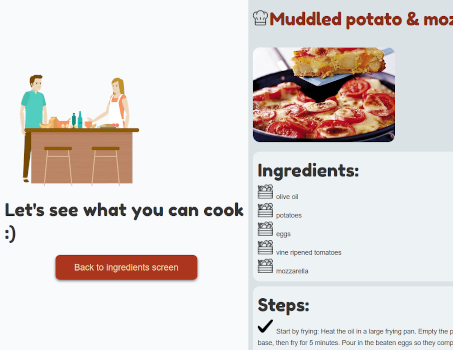 Let's see what you can cook
:)
Back to ingredients screen
Muddled potato &
Ingredients:
olive oil
potatoes
eggs
vine ripened tomatoes
mozzarella
Steps:
Start by frying: Heat the oil in a large frying pan. Empty the
base, then fry for 5 minutes. Pour in the beaten eggs so they